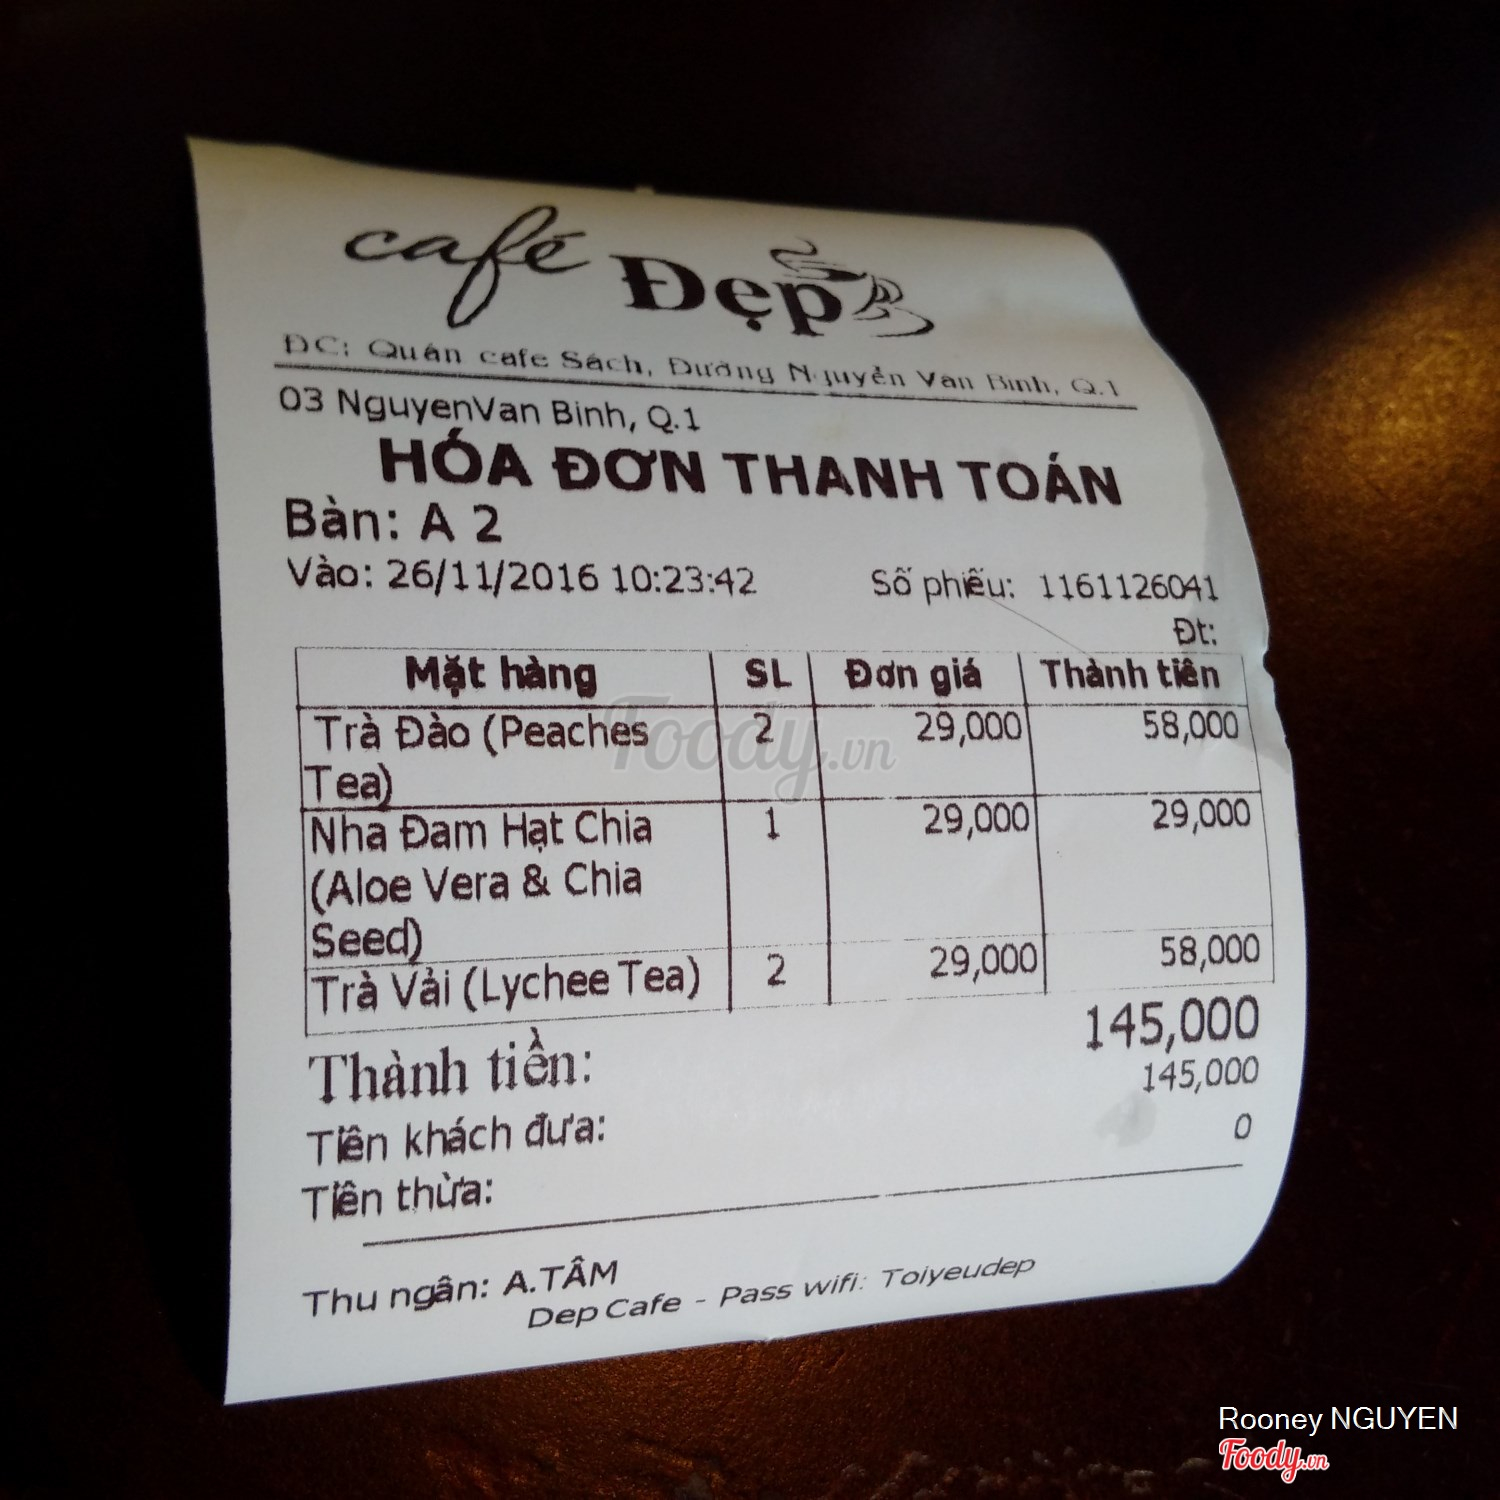 café Đẹp
ĐC: Quán cafe Sách, Đường Nguyễn Van Binh, Q.1
03 NguyenVan Binh, Q.1
HÓA ĐƠN THANH TOÁN
Bàn: A 2
Vào: 26/11/2016 10:23:42 Số phiếu: 1161126041
Đt:
Mặt hàng SL Đơn giá Thành tiền
Trà Đào (Peaches 2 29,000 58,000
Tea)
Nha Đam Hạt Chia 1 29,000 29,000
(Aloe Vera & Chia
Seed)
Trà Vải (Lychee Tea) 2 29,000 58,000
Thành tiền: 145,000
Tiền khách đưa: 145,000
Tiền thừa: 0
Thu ngân: A.TÂM
Dep Cafe - Pass wifi: Toiyeudep
Foody.vn
Rooney NGUYEN
Foody.vn